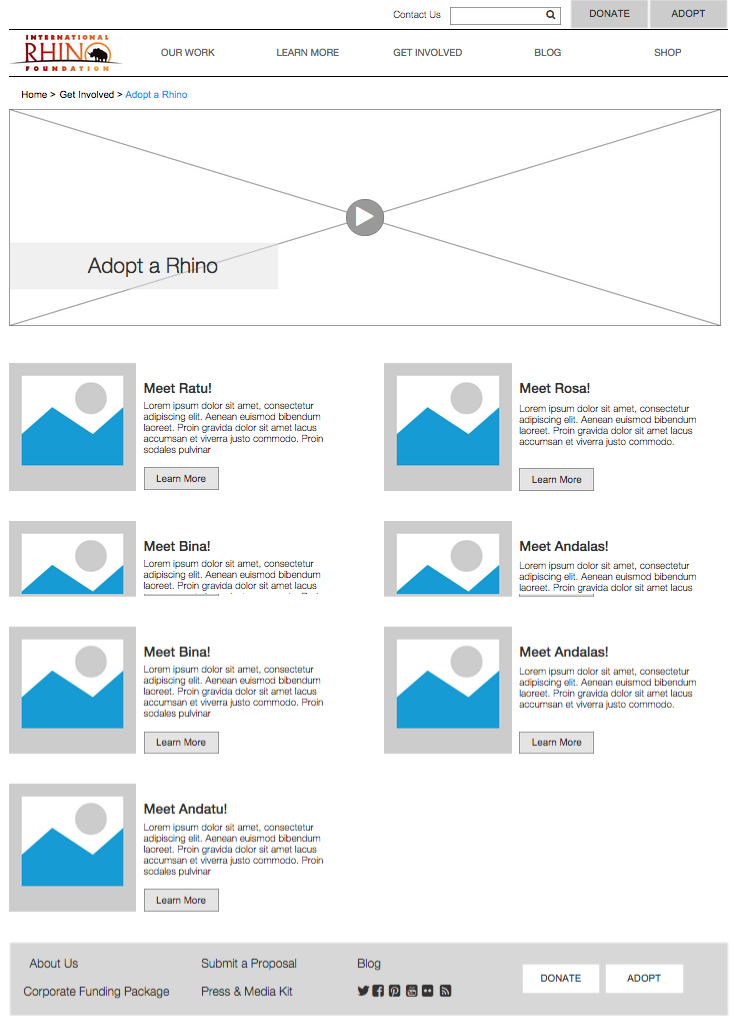 Contact Us
DONATE
ADOPT
INTERNATIONAL
RHINO
FOUNDATION
OUR WORK
LEARN MORE
GET INVOLVED
BLOG
SHOP
Home > Get Involved > Adopt a Rhino
Adopt a Rhino
Meet Ratu!
Lorem ipsum dolor sit amet, consectetur
adipiscing elit. Aenean euismod bibendum
laoreet. Proin gravida dolor sit amet lacus
accumsan et viverra justo commodo. Proin
sodales pulvinar
Learn More
Meet Rosa!
Lorem ipsum dolor sit amet, consectetur
adipiscing elit. Aenean euismod bibendum
laoreet. Proin gravida dolor sit amet lacus
accumsan et viverra justo commodo.
Learn More
Meet Bina!
Lorem ipsum dolor sit amet, consectetur
adipiscing elit. Aenean euismod bibendum
laoreet. Proin gravida dolor sit amet lacus
Meet Andalas!
Lorem ipsum dolor sit amet, consectetur
adipiscing elit. Aenean euismod bibendum
laoreet. Proin gravida dolor sit amet lacus
Meet Bina!
Lorem ipsum dolor sit amet, consectetur
adipiscing elit. Aenean euismod bibendum
laoreet. Proin gravida dolor sit amet lacus
accumsan et viverra justo commodo. Proin
sodales pulvinar
Learn More
Meet Andalas!
Lorem ipsum dolor sit amet, consectetur
adipiscing elit. Aenean euismod bibendum
laoreet. Proin gravida dolor sit amet lacus
accumsan et viverra justo commodo.
Learn More
Meet Andatu!
Lorem ipsum dolor sit amet, consectetur
adipiscing elit. Aenean euismod bibendum
laoreet. Proin gravida dolor sit amet lacus
accumsan et viverra justo commodo. Proin
sodales pulvinar
Learn More
About Us
Submit a Proposal
Blog
Corporate Funding Package
Press & Media Kit
DONATE
ADOPT